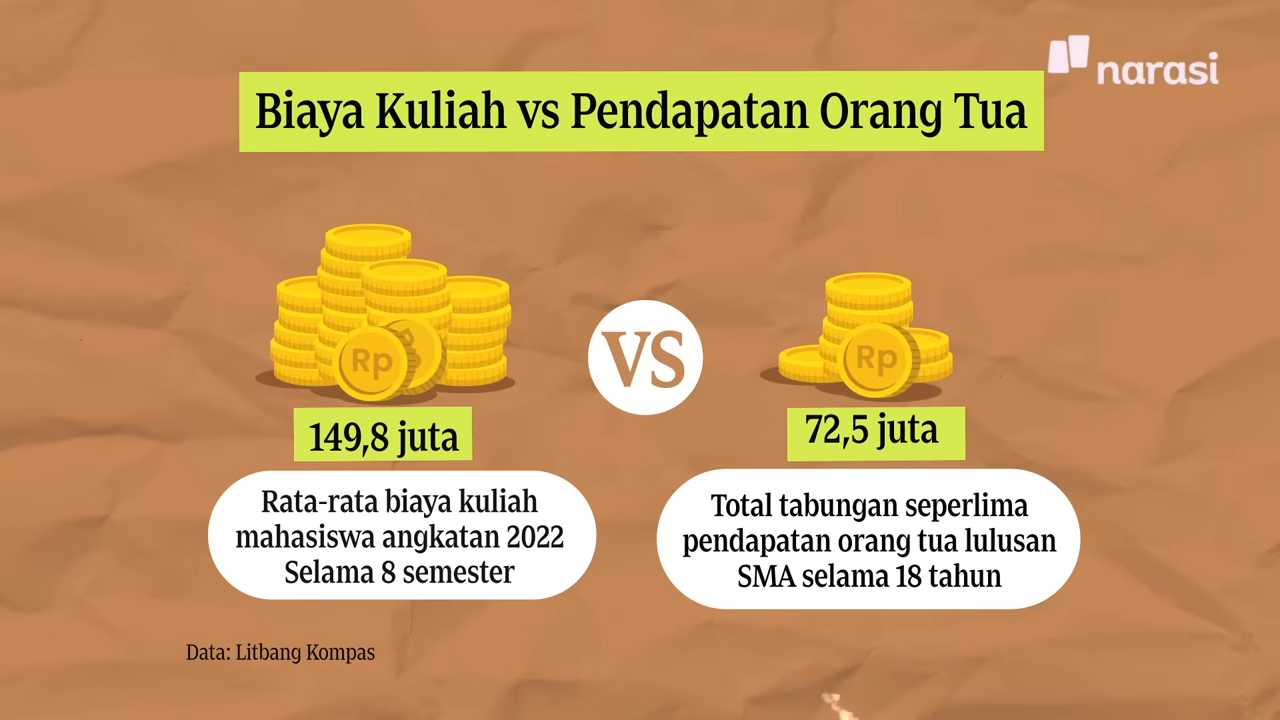 narasi
Biaya Kuliah vs Pendapatan Orang Tua
Rp
Rp
VS
149,8 juta
72,5 juta
Rata-rata biaya kuliah
mahasiswa angkatan 2022
Selama 8 semester
Total tabungan seperlima
pendapatan orang tua lulusan
SMA selama 18 tahun
Data: Litbang Kompas